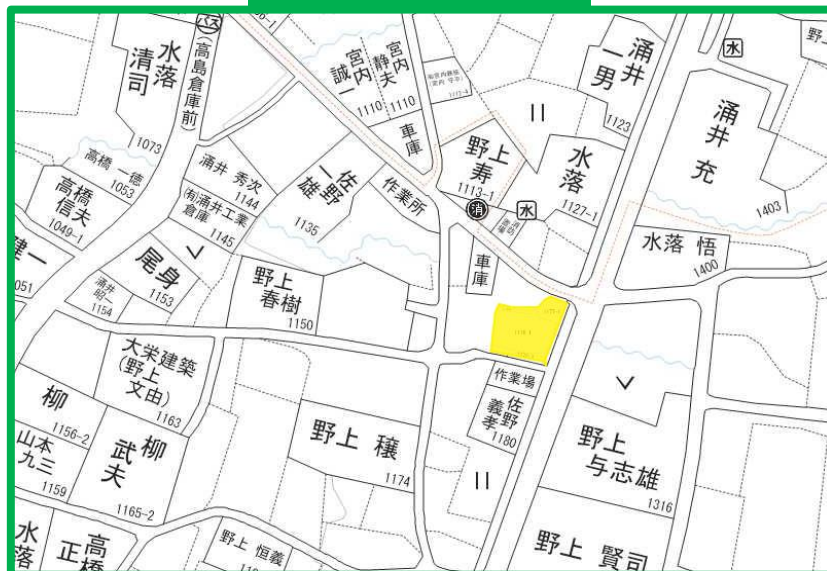 バス
(高島倉庫前)
水落
清司
1073
高橋 一徳
1053
高橋
信夫
1049-1
健一
1051
涌井 秀次
1144
(有)涌井工業
倉庫
1145
尾身
1153
涌井
昭一
1154
宮内
誠一
1110
宮内
静夫
1110
車庫
佐野
一雄
1135
作業所
野上
寿
1113-1
消
水
涌井
一男
1123
水落
1127-1
水
涌井
充
1403
水落 悟
1400
車庫
野上
春樹
1150
大栄建築
(野上
文由)
1163
柳
1156-2
山本
九三
1159
柳
武夫
1165-2
野上 穣
1174
作業場
佐野
義孝
1180
野上
与志雄
1316
野上 賢司
野上 恒義
水落
高橋
正